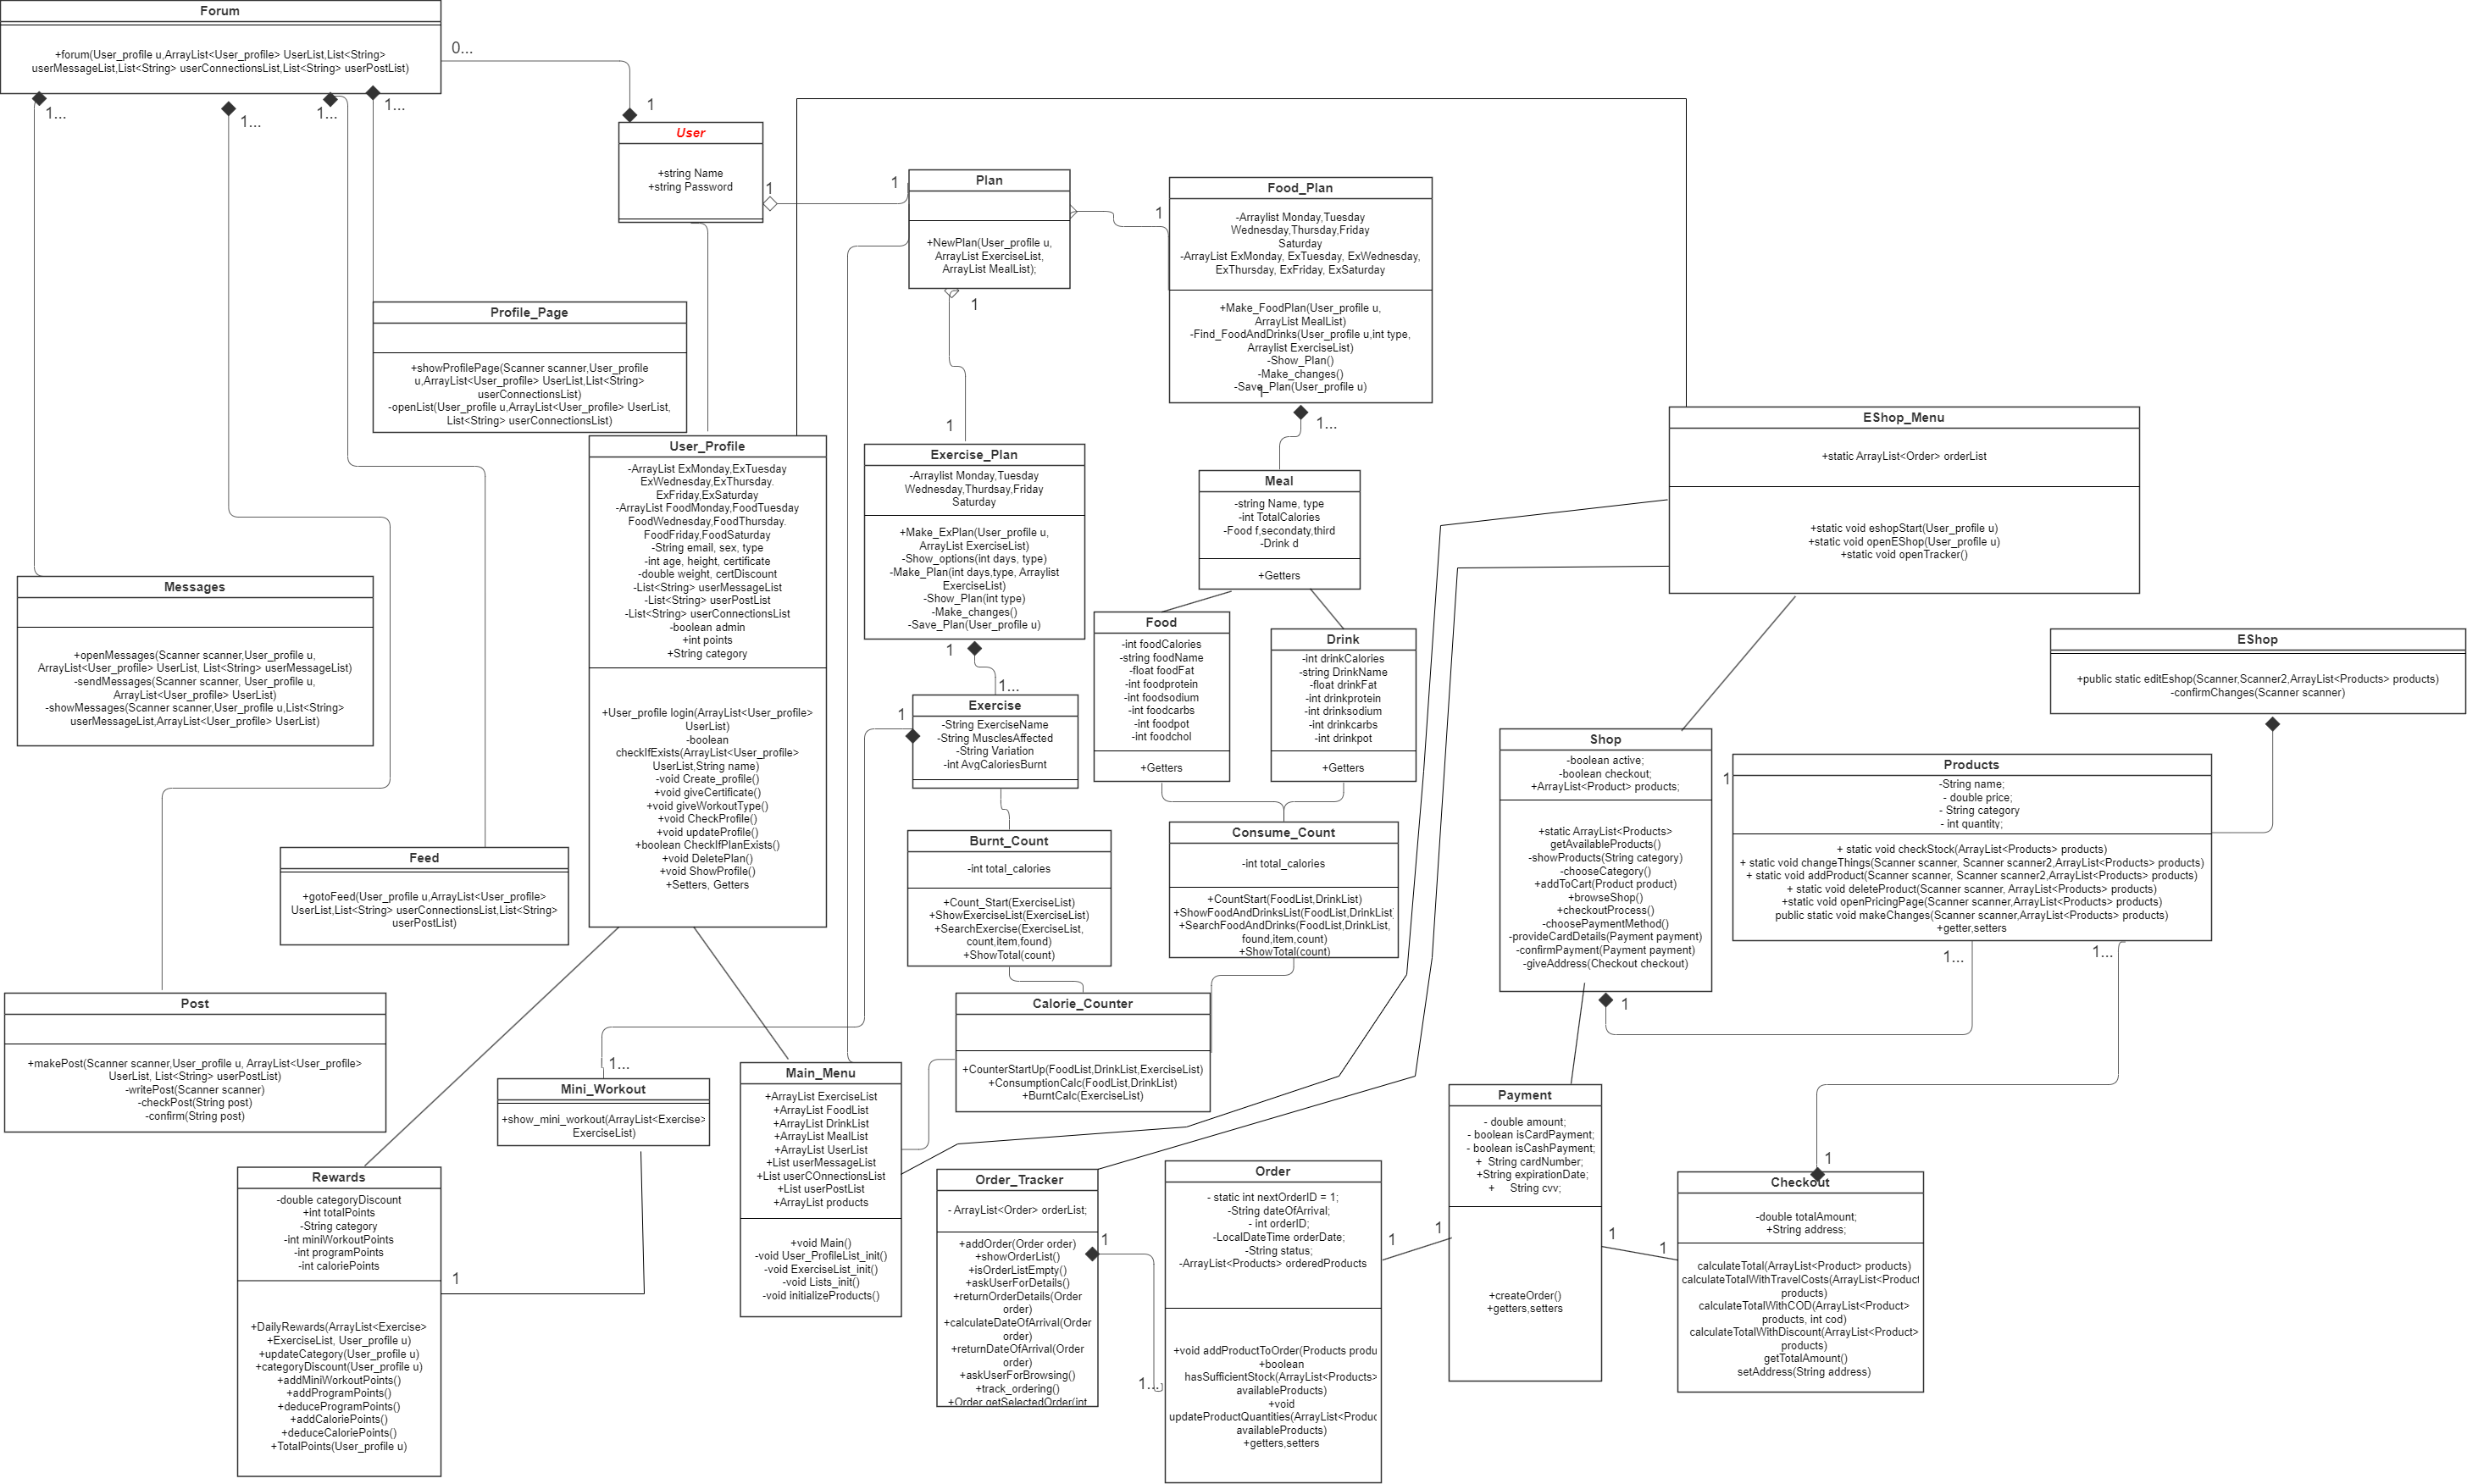 Forum
+forum(User_profile u,ArrayList<User_profile> UserList,List<String>
userMessageList,List<String> userConnectionsList,List<String> userPostList)
0...
1
1...
1...
1...
1...
User
+string Name
+string Password
1
1
Plan
+NewPlan(User_profile u,
ArrayList ExerciseList,
ArrayList MealList);
1
1
Food_Plan
-Arraylist Monday,Tuesday
Wednesday,Thursday,Friday
Saturday
-ArrayList ExMonday, ExTuesday, ExWednesday,
ExThursday, ExFriday, ExSaturday
+Make_FoodPlan(User_profile u,
ArrayList MealList)
-Find_FoodAndDrinks(User_profile u,int type,
Arraylist ExerciseList)
-Show_Plan()
-Make_changes()
-Save_Plan(User_profile u)
1
1...
Profile_Page
+showProfilePage(Scanner scanner,User_profile
u,ArrayList<User_profile> UserList,List<String>
userConnectionsList)
-openList(User_profile u,ArrayList<User_profile> UserList,
List<String> userConnectionsList)
User_Profile
-ArrayList ExMonday,ExTuesday
ExWednesday,ExThursday.
ExFriday,ExSaturday
-ArrayList FoodMonday,FoodTuesday
FoodWednesday,FoodThursday.
FoodFriday,FoodSaturday
-String email, sex, type
-int age, height, certificate
-double weight, certDiscount
-List<String> userMessageList
-List<String> userPostList
-List<String> userConnectionsList
-boolean admin
+int points
+String category
+User_profile login(ArrayList<User_profile>
UserList)
-boolean
checkIfExists(ArrayList<User_profile>
UserList,String name)
-void Create_profile()
+void giveCertificate()
+void giveWorkoutType()
+void CheckProfile()
+void updateProfile()
+boolean CheckIfPlanExists()
+void DeletePlan()
+void ShowProfile()
+Setters, Getters
1
Exercise_Plan
-Arraylist Monday,Tuesday
Wednesday,Thurdsay,Friday
Saturday
+Make_ExPlan(User_profile u,
ArrayList ExerciseList)
-Show_options(int days, type)
-Make_Plan(int days,type, Arraylist
ExerciseList)
-Show_Plan(int type)
-Make_changes()
-Save_Plan(User_profile u)
1
1...
Meal
-string Name, type
-int TotalCalories
-Food f,secondaty,third
-Drink d
+Getters
EShop_Menu
+static ArrayList<Order> orderList
+static void eshopStart(User_profile u)
+static void openEShop(User_profile u)
+static void openTracker()
Messages
+openMessages(Scanner scanner,User_profile u,
ArrayList<User_profile> UserList, List<String> userMessageList)
-sendMessages(Scanner scanner, User_profile u,
ArrayList<User_profile> UserList)
-showMessages(Scanner scanner,User_profile u,List<String>
userMessageList,ArrayList<User_profile> UserList)
Food
-int foodCalories
-string foodName
-float foodFat
-int foodprotein
-int foodsodium
-int foodcarbs
-int foodpot
-int foodchol
+Getters
Drink
-int drinkCalories
-string DrinkName
-float drinkFat
-int drinkprotein
-int drinksodium
-int drinkcarbs
-int drinkpot
+Getters
EShop
+public static editEshop(Scanner,Scanner2,ArrayList<Products> products)
-confirmChanges(Scanner scanner)
1
Exercise
-String ExerciseName
-String MusclesAffected
-String Variation
-int AvgCaloriesBurnt
Shop
-boolean active;
-boolean checkout;
+ArrayList<Product> products;
+static ArrayList<Products>
getAvailableProducts()
-showProducts(String category)
-chooseCategory()
+addToCart(Product product)
+browseShop()
+checkoutProcess()
-choosePaymentMethod()
-provideCardDetails(Payment payment)
-confirmPayment(Payment payment)
-giveAddress(Checkout checkout)
1
1
Products
-String name;
- double price;
- String category
- int quantity;
+ static void checkStock(ArrayList<Products> products)
+ static void changeThings(Scanner scanner, Scanner scanner2,ArrayList<Products> products)
+ static void addProduct(Scanner scanner, Scanner scanner2,ArrayList<Products> products)
+ static void deleteProduct(Scanner scanner, ArrayList<Products> products)
+static void openPricingPage(Scanner scanner,ArrayList<Products> products)
public static void makeChanges(Scanner scanner,ArrayList<Products> products)
+getter,setters
1...
1...
Burnt_Count
-int total_calories
+Count_Start(ExerciseList)
+ShowExerciseList(ExerciseList)
+SearchExercise(ExerciseList,
count,item,found)
+ShowTotal(count)
Consume_Count
-int total_calories
+CountStart(FoodList,DrinkList)
+ShowFoodAndDrinksList(FoodList,DrinkList)
+SearchFoodAndDrinks(FoodList,DrinkList,
found,item,count)
+ShowTotal(count)
Feed
+gotoFeed(User_profile u,ArrayList<User_profile>
UserList,List<String> userConnectionsList,List<String>
userPostList)
Post
+makePost(Scanner scanner,User_profile u, ArrayList<User_profile>
UserList, List<String> userPostList)
-writePost(Scanner scanner)
-checkPost(String post)
-confirm(String post)
Calorie_Counter
+CounterStartUp(FoodList,DrinkList,ExerciseList)
+ConsumptionCalc(FoodList,DrinkList)
+BurntCalc(ExerciseList)
1...
Mini_Workout
+show_mini_workout(ArrayList<Exercise>
ExerciseList)
Main_Menu
+ArrayList ExerciseList
+ArrayList FoodList
+ArrayList DrinkList
+ArrayList MealList
+ArrayList UserList
+List userMessageList
+List userCOnnectionsList
+List userPostList
+ArrayList products
+void Main()
-void User_ProfileList_init()
-void ExerciseList_init()
-void Lists_init()
-void initializeProducts()
Rewards
-double categoryDiscount
+int totalPoints
-String category
-int miniWorkoutPoints
-int programPoints
-int caloriePoints
+DailyRewards(ArrayList<Exercise>
+ExerciseList, User_profile u)
+updateCategory(User_profile u)
+categoryDiscount(User_profile u)
+addMiniWorkoutPoints()
+addProgramPoints()
+deduceProgramPoints()
+addCaloriePoints()
+deduceCaloriePoints()
+TotalPoints(User_profile u)
1
Order_Tracker
- ArrayList<Order> orderList;
+addOrder(Order order)
+showOrderList()
+isOrderListEmpty()
+askUserForDetails()
+returnOrderDetails(Order
order)
+calculateDateOfArrival(Order
order)
+returnDateOfArrival(Order
order)
+askUserForBrowsing()
+track_ordering()
+Order getSelectedOrder(int
1
1...
Order
- static int nextOrderID = 1;
-String dateOfArrival;
- int orderID;
-LocalDateTime orderDate;
-String status;
-ArrayList<Products> orderedProducts
+void addProductToOrder(Products produ
+boolean
hasSufficientStock(ArrayList<Products>
availableProducts)
+void
updateProductQuantities(ArrayList<Produc
availableProducts)
+getters,setters
1
1
Payment
- double amount;
- boolean isCardPayment;
- boolean isCashPayment;
+ String cardNumber;
+String expirationDate;
+ String cvv;
+createOrder()
+getters,setters
1
1
1
Checkout
-double totalAmount;
+String address;
calculateTotal(ArrayList<Product> products)
calculateTotalWithTravelCosts(ArrayList<Product
products)
calculateTotalWithCOD(ArrayList<Product>
products, int cod)
calculateTotalWithDiscount(ArrayList<Product>
products)
getTotalAmount()
setAddress(String address)